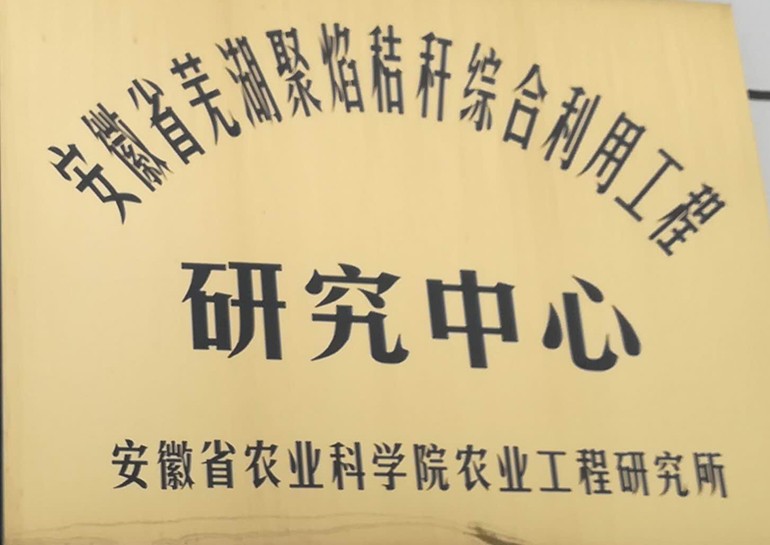 安徽省芜湖聚焰秸秆综合利用工程
研究中心
安徽省农业科学院农业工程研究所